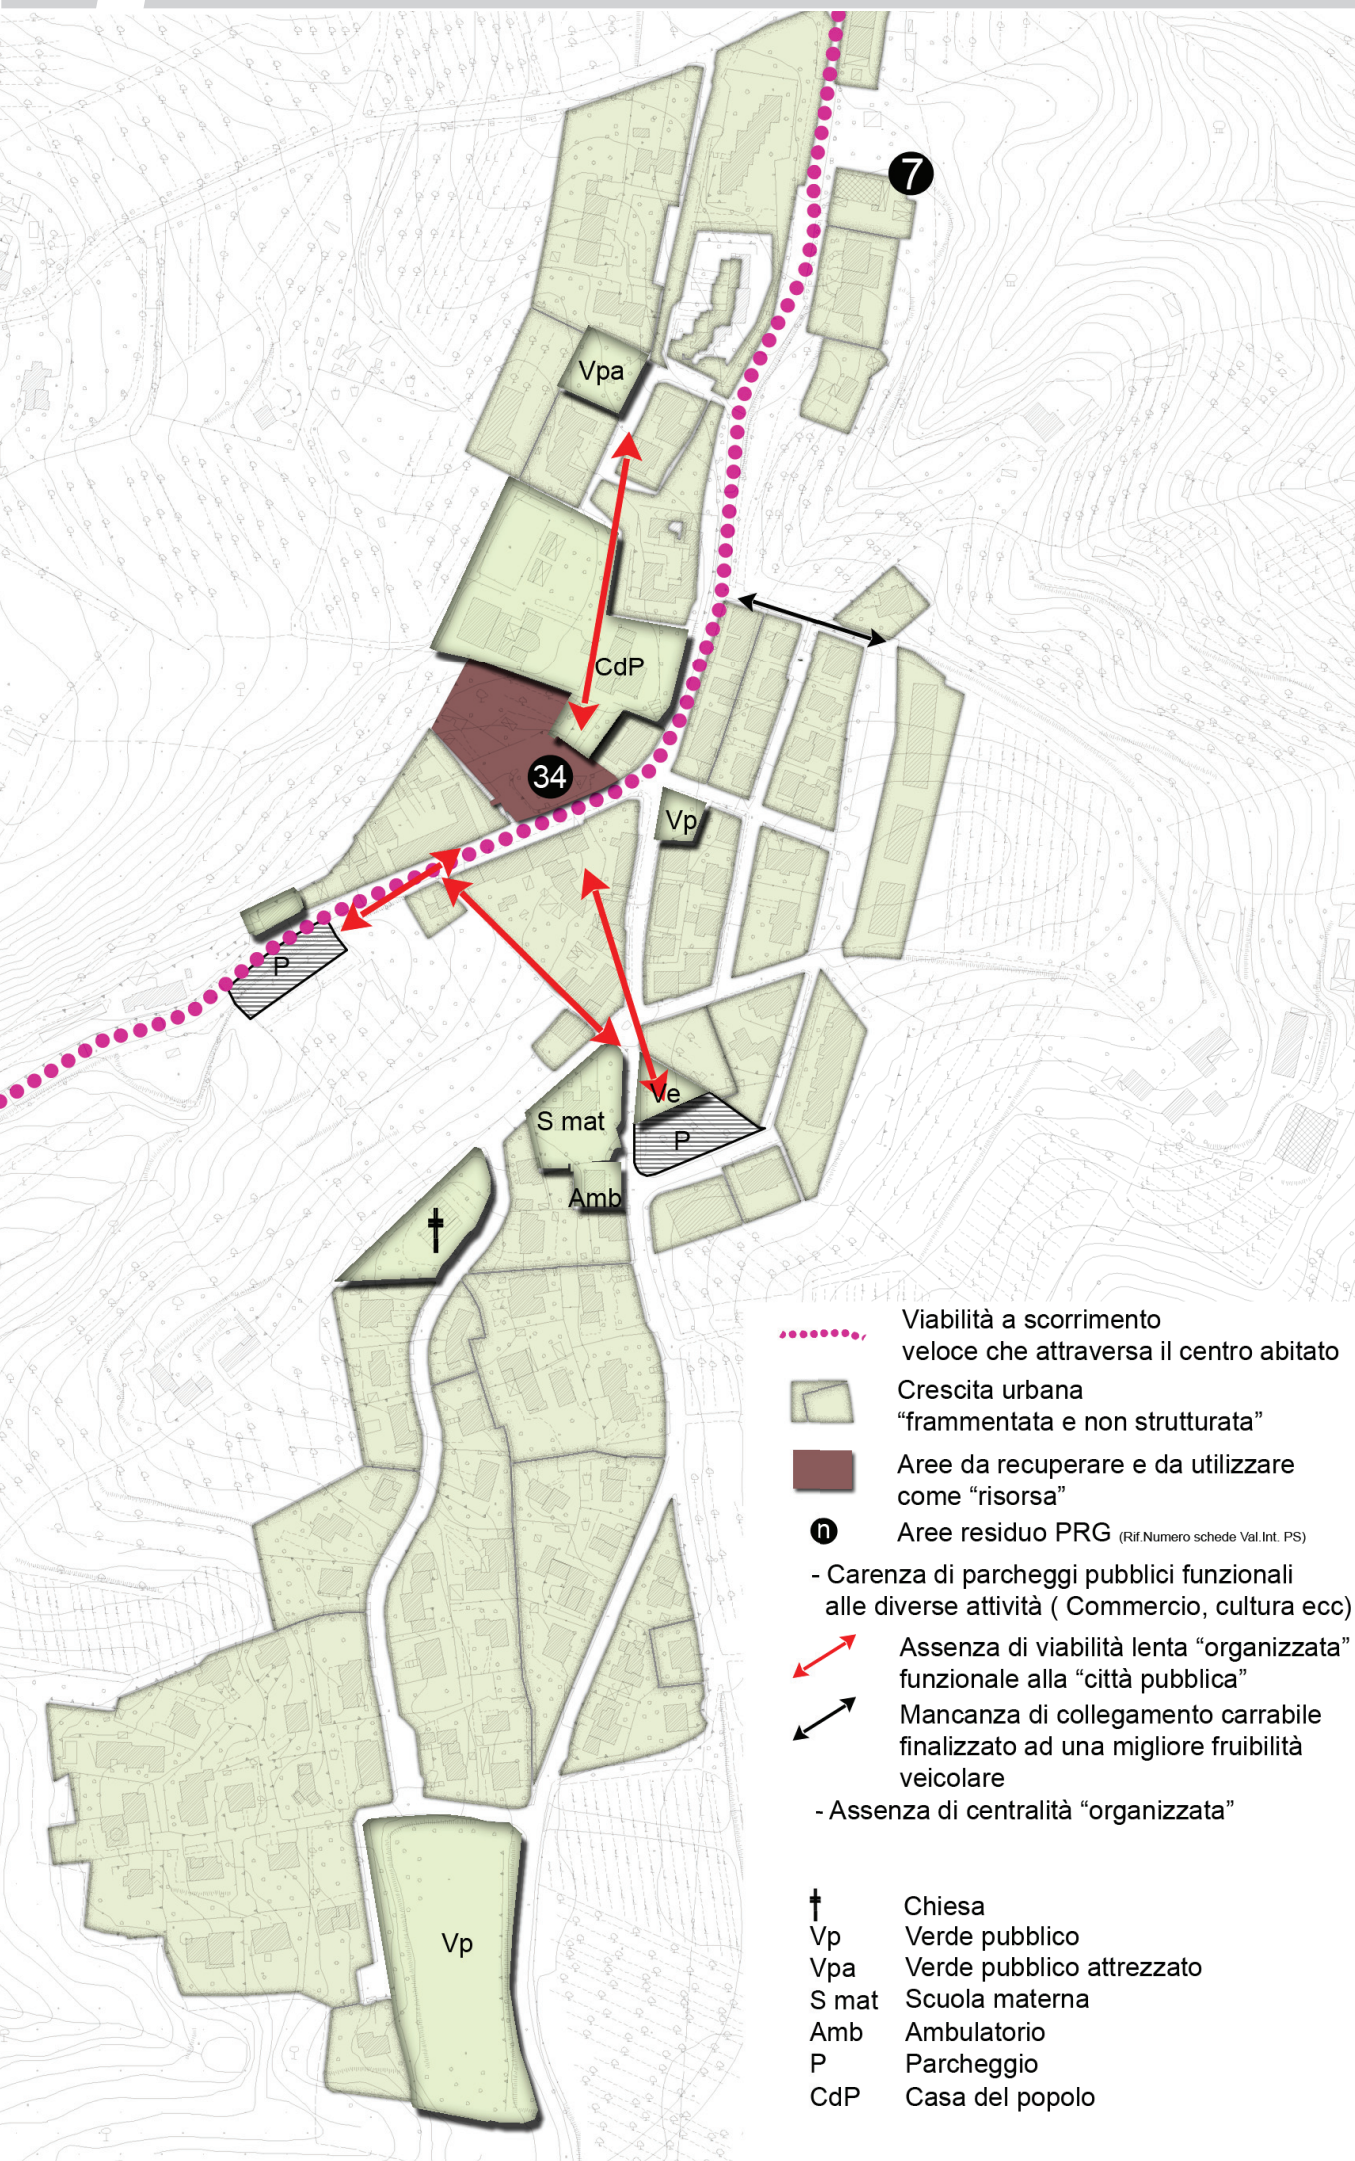 7
Vpa
CdP
34
Vp
P
Ve
S mat
P
Amb
Vp
Viabilità a scorrimento
veloce che attraversa il centro abitato
Crescita urbana
“frammentata e non strutturata”
Aree da recuperare e da utilizzare
come “risorsa”
n Aree residuo PRG (Rif.Numero schede Val.Int. PS)
- Carenza di parcheggi pubblici funzionali
alle diverse attività ( Commercio, cultura ecc)
Assenza di viabilità lenta “organizzata”
funzionale alla “città pubblica”
Mancanza di collegamento carrabile
finalizzato ad una migliore fruibilità
veicolare
- Assenza di centralità “organizzata”
Chiesa
Vp Verde pubblico
Vpa Verde pubblico attrezzato
S mat Scuola materna
Amb Ambulatorio
P Parcheggio
CdP Casa del popolo